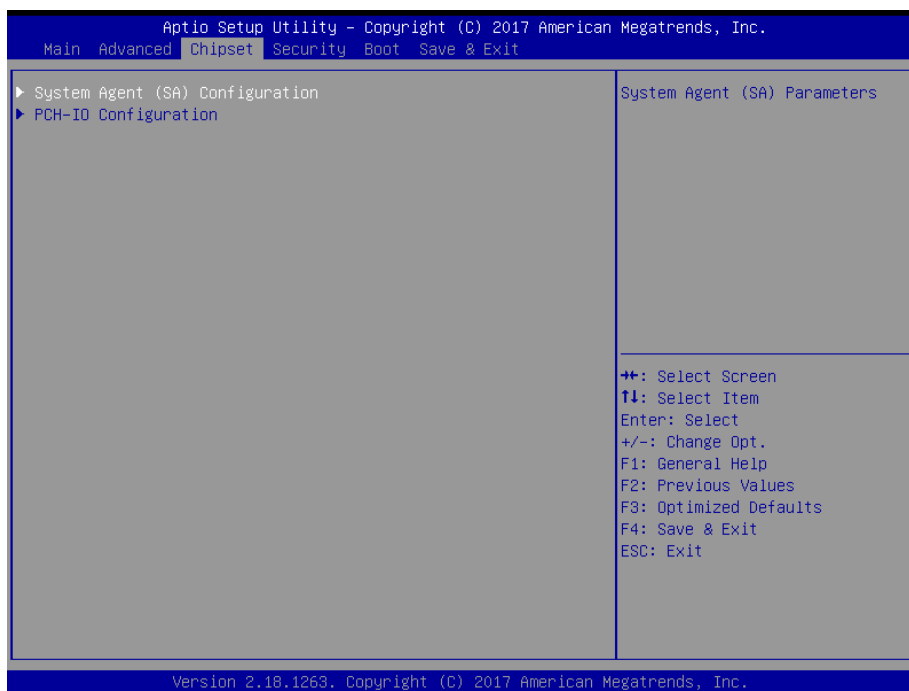 Aptio Setup Utility – Copyright (C) 2017 American Megatrends, Inc.
Main Advanced Chipset Security Boot Save & Exit
System Agent (SA) Configuration
PCH-IO Configuration
System Agent (SA) Parameters
→←: Select Screen
↑↓: Select Item
Enter: Select
+/-: Change Opt.
F1: General Help
F2: Previous Values
F3: Optimized Defaults
F4: Save & Exit
ESC: Exit
Version 2.18.1263. Copyright (C) 2017 American Megatrends, Inc.